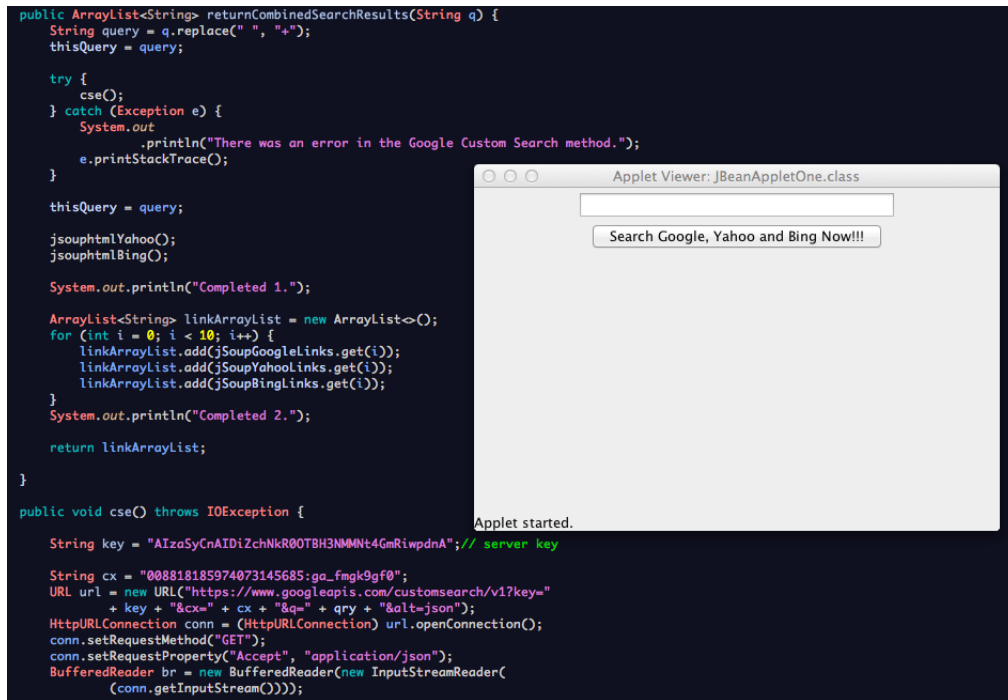 public ArrayList<String> returnCombinedSearchResults(String q) {
String query = q.replace(" ", "+");
thisQuery = query;
try {
cse();
} catch (Exception e) {
System.out
.println("There was an error in the Google Custom Search method.");
e.printStackTrace();
}
thisQuery = query;
jsouphtmlYahoo();
jsouphtmlBing();
System.out.println("Completed 1.");
ArrayList<String> linkArrayList = new ArrayList<>();
for (int i = 0; i < 10; i++) {
linkArrayList.add(jSoupGoogleLinks.get(i));
linkArrayList.add(jSoupYahooLinks.get(i));
linkArrayList.add(jSoupBingLinks.get(i));
}
System.out.println("Completed 2.");
return linkArrayList;
}
public void cse() throws IOException {
String key = "AIzaSyCnAIDiZchNkR0OTBH3NMMNt4GmRiwpdnA";// server key
String cx = "008818185974073145685:ga_fmgk9gf0";
URL url = new URL("https://www.googleapis.com/customsearch/v1?key="
+ key + "&cx=" + cx + "&q=" + qry + "&alt=json");
HttpURLConnection conn = (HttpURLConnection) url.openConnection();
conn.setRequestMethod("GET");
conn.setRequestProperty("Accept", "application/json");
BufferedReader br = new BufferedReader(new InputStreamReader(
(conn.getInputStream())));
Applet Viewer: JBeanAppletOne.class
Search Google, Yahoo and Bing Now!!!
Applet started.